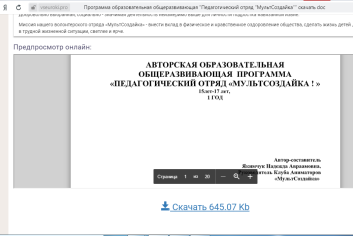 Программа образовательная общеразвивающая "Педагогический отряд "МультСоздайка"" скачать doc
Миссия нашего волонтерского отряда «МультСоздайка» - внести вклад в физическое и нравственное оздоровление общества, сделать жизнь детей,
в трудной жизненной ситуации, светлее и ярче.
Предпросмотр онлайн:
АВТОРСКАЯ ОБРАЗОВАТЕЛЬНАЯ
ОБЩЕРАЗВИВАЮЩАЯ ПРОГРАММА
«ПЕДАГОГИЧЕСКИЙ ОТРЯД «МУЛЬТСОЗДАЙКА ! »
15лет-17 лет,
1 ГОД
Автор-составитель
Надежда Авраамовна,
Страница 1 из 20 − +
Клуба Аниматоров
«МультСоздайка»
Скачать 645.07 Kb